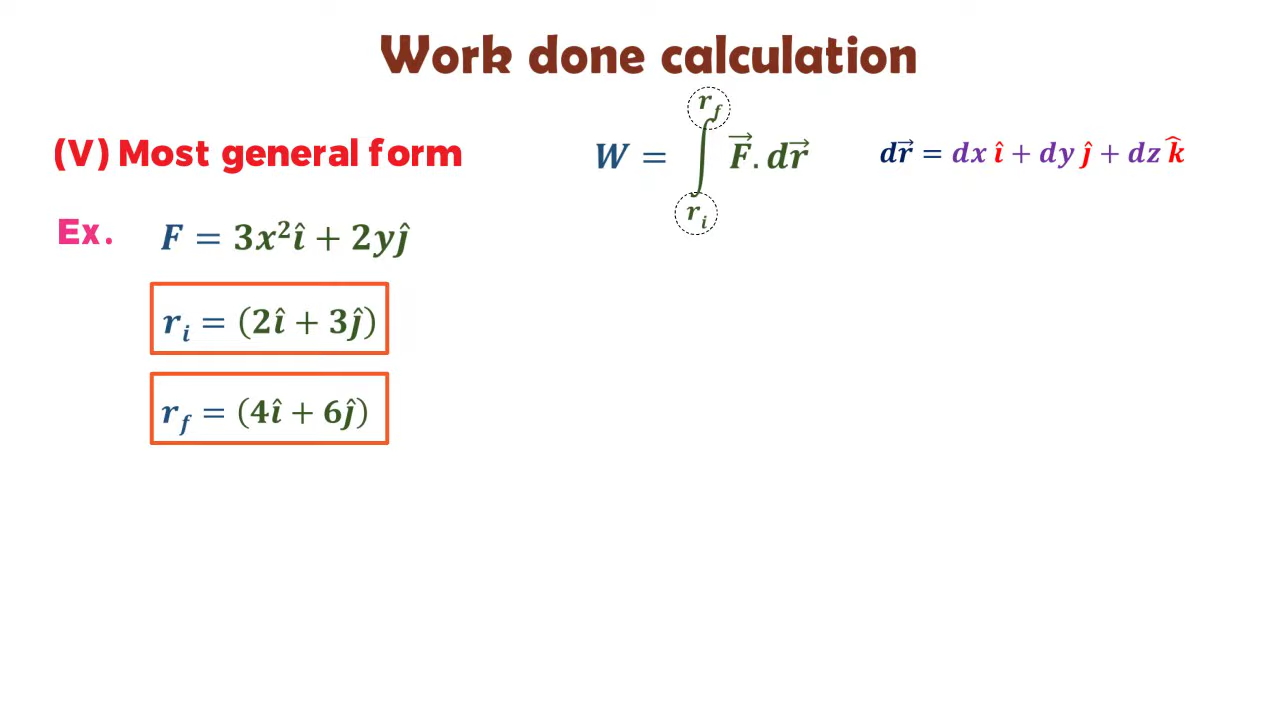 Work done calculation
(V) Most general form
W = ∫_{r_i}^{r_f} F⃗. dr⃗
dr⃗ = dx î + dy ĵ + dz k̂
Ex.
F = 3x²î + 2yĵ
r_i = (2î + 3ĵ)
r_f = (4î + 6ĵ)